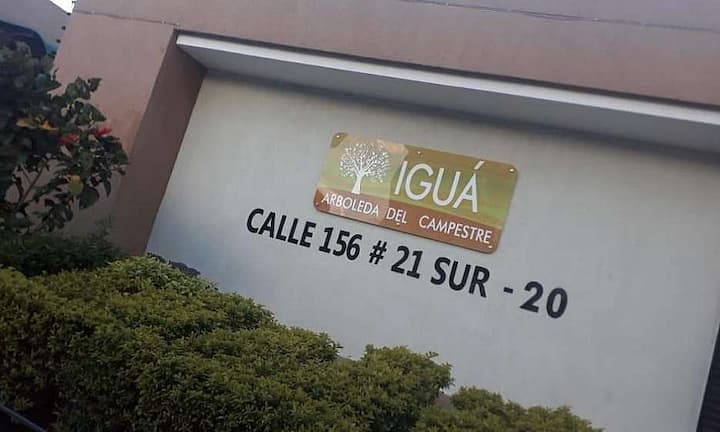 IGUÁ
ARBOLEDA DEL CAMPESTRE
CALLE 156 # 21 SUR - 20